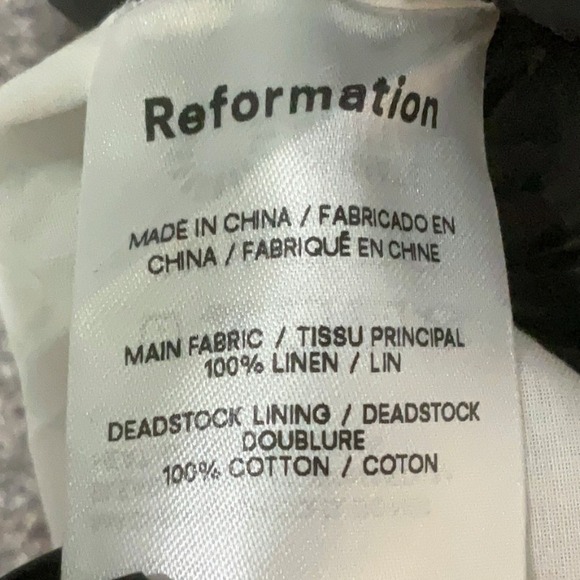 Reformation
MADE IN CHINA / FABRICADO EN
CHINA / FABRIQUÉ EN CHINE
MAIN FABRIC / TISSU PRINCIPAL
100% LINEN / LIN
DEADSTOCK LINING / DEADSTOCK
DOUBLURE
100% COTTON / COTON